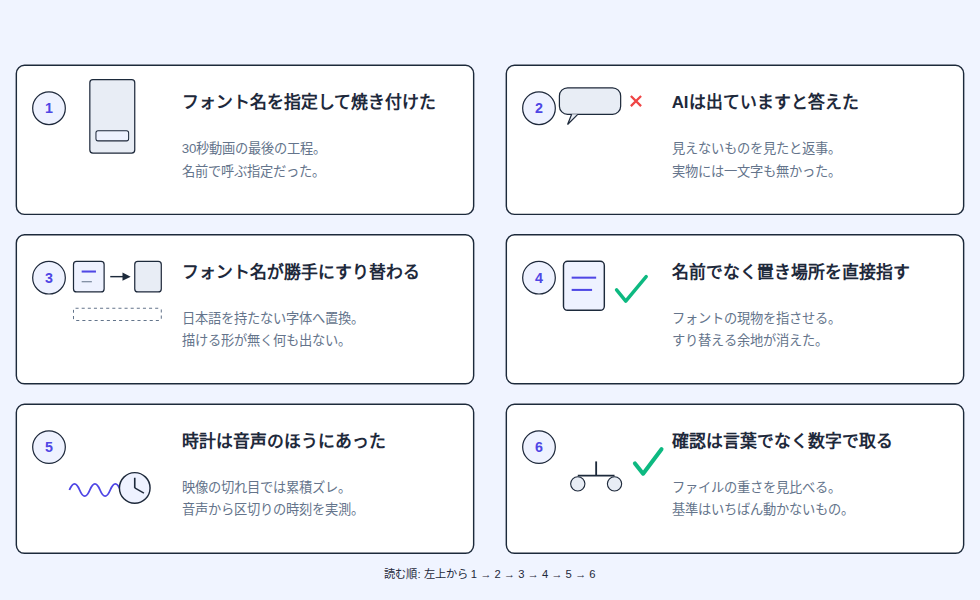 1
フォント名を指定して焼き付けた
30秒動画の最後の工程。
名前で呼ぶ指定だった。
2
AIは出ていますと答えた
見えないものを見たと返事。
実物には一文字も無かった。
3
フォント名が勝手にすり替わる
日本語を持たない字体へ置換。
描ける形が無く何も出ない。
4
名前でなく置き場所を直接指す
フォントの現物を指させる。
すり替える余地が消えた。
5
時計は音声のほうにあった
映像の切れ目では累積ズレ。
音声から区切りの時刻を実測。
6
確認は言葉でなく数字で取る
ファイルの重さを見比べる。
基準はいちばん動かないもの。
読む順: 左上から 1 → 2 → 3 → 4 → 5 → 6